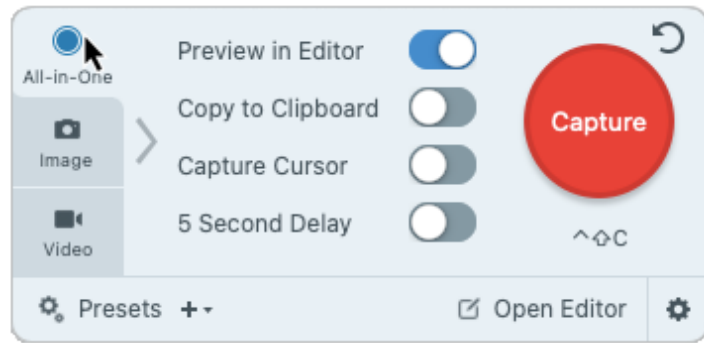 All-in-One
Image
Video
Preview in Editor
Copy to Clipboard
Capture Cursor
5 Second Delay
Capture
^⇧C
Presets
Open Editor